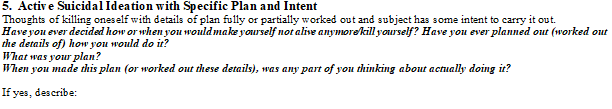 5. Active Suicidal Ideation with Specific Plan and Intent
Thoughts of killing oneself with details of plan fully or partially worked out and subject has some intent to carry it out.
Have you ever decided how or when you would make yourself not alive anymore/kill yourself? Have you ever planned out (worked out
the details of) how you would do it?
What was your plan?
When you made this plan (or worked out these details), was any part of you thinking about actually doing it?
If yes, describe: